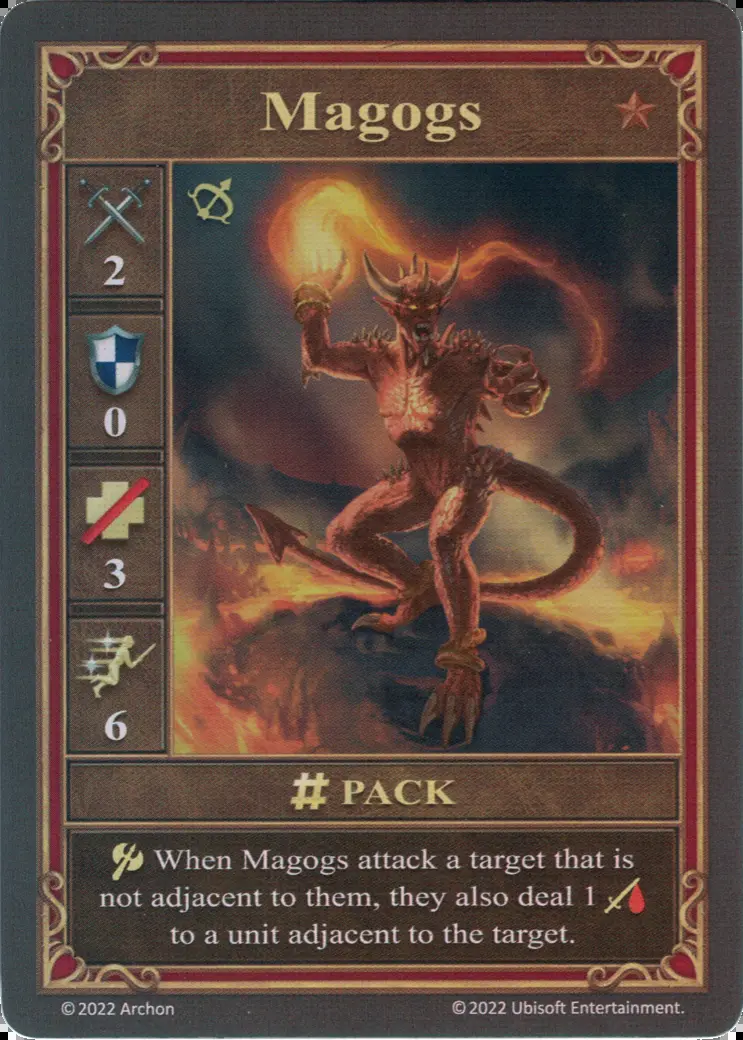 Magogs
2
0
3
6
# PACK
When Magogs attack a target that is
not adjacent to them, they also deal 1
to a unit adjacent to the target.
© 2022 Archon
© 2022 Ubisoft Entertainment.